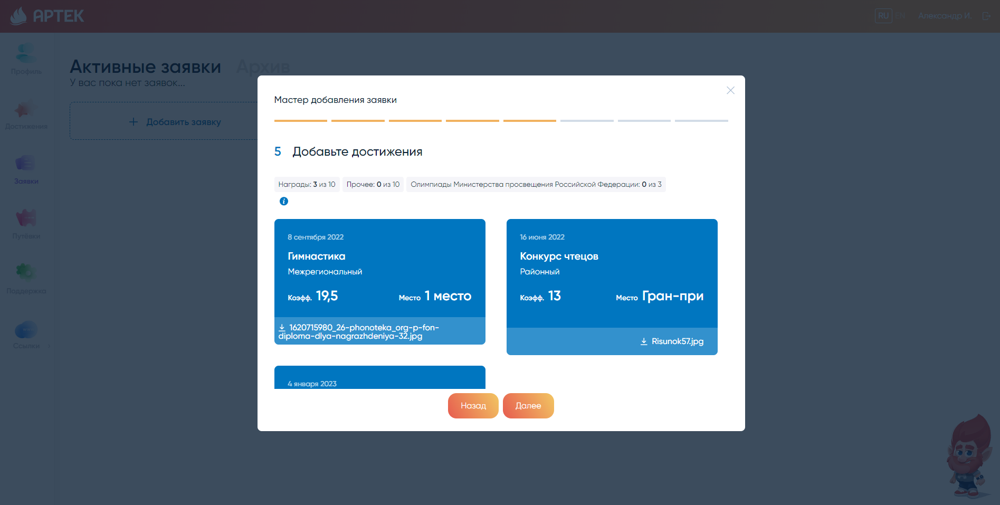 АРТЕК
RU EN Александр И.
Профиль
Достижения
Заявки
Путёвки
Поддержка
Ссылки
Активные заявки Архив
У вас пока нет заявок...
+ Добавить заявку
Мастер добавления заявки
5 Добавьте достижения
Награды: 3 из 10 Прочее: 0 из 10 Олимпиады Министерства просвещения Российской Федерации: 0 из 3
8 сентября 2022
Гимнастика
Межрегиональный
Коэфф. 19,5 Место 1 место
1620715980_26-phonoteka_org-p-fon-
diploma-dlya-nagrazhdeniya-32.jpg
16 июня 2022
Конкурс чтецов
Районный
Коэфф. 13 Место Гран-при
Risunok57.jpg
4 января 2023
Назад Далее